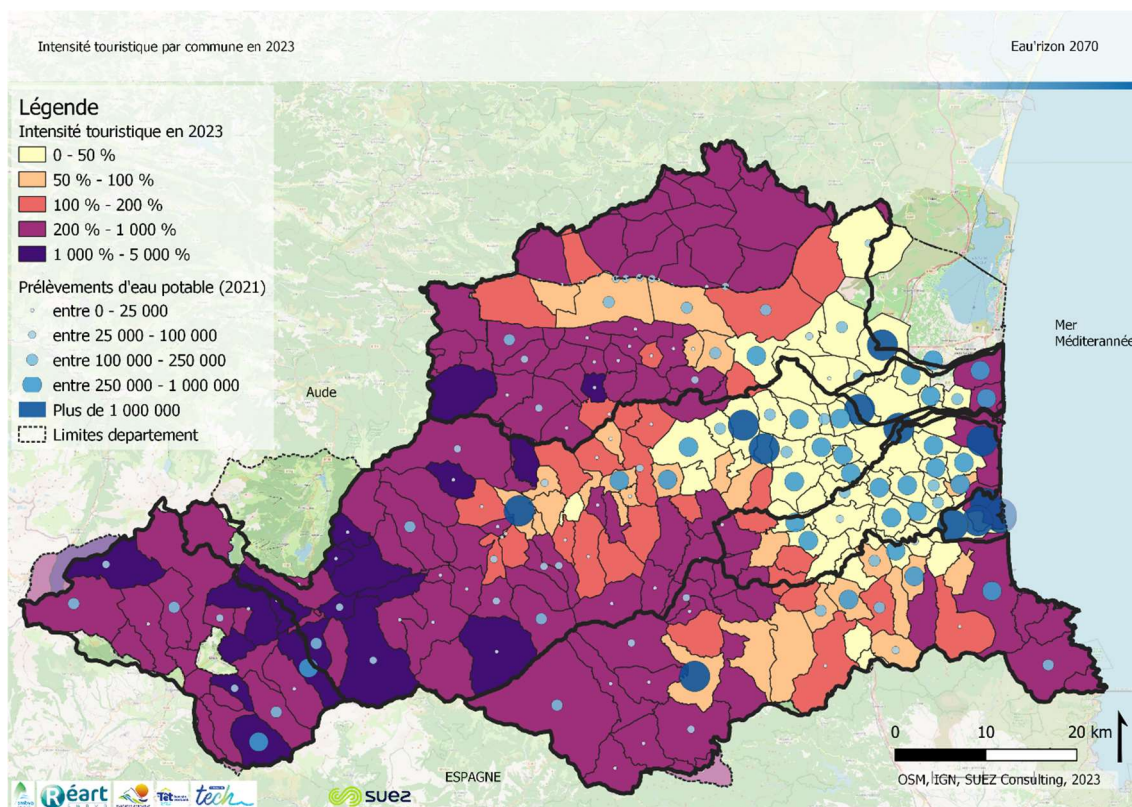 Intensité touristique par commune en 2023
Eau'rizon 2070
Légende
Intensité touristique en 2023
0 - 50 %
50 % - 100 %
100 % - 200 %
200 % - 1 000 %
1 000 % - 5 000 %
Prélèvements d'eau potable (2021)
entre 0 - 25 000
entre 25 000 - 100 000
entre 100 000 - 250 000
entre 250 000 - 1 000 000
Plus de 1 000 000
Limites departement
Aude
Mer
Méditerannée
ESPAGNE
0 10 20 km
OSM, IGN, SUEZ Consulting, 2023
Réart
Tet
tech
suez